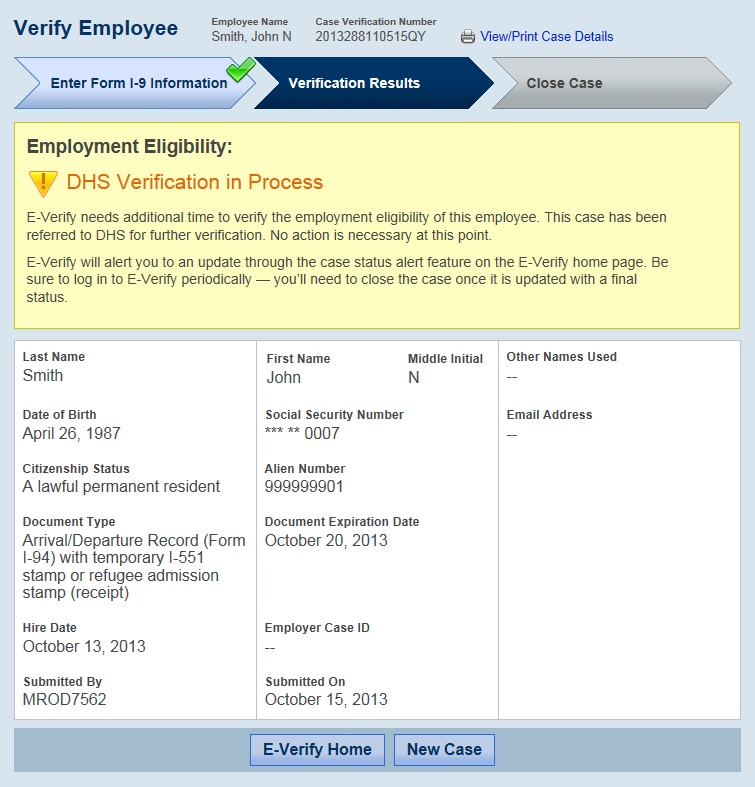 Verify Employee
Employee Name
Smith, John N
Case Verification Number
2013288110515QY
View/Print Case Details
Enter Form I-9 Information
Verification Results
Close Case
Employment Eligibility:
DHS Verification in Process
E-Verify needs additional time to verify the employment eligibility of this employee. This case has been
referred to DHS for further verification. No action is necessary at this point.
E-Verify will alert you to an update through the case status alert feature on the E-Verify home page. Be
sure to log in to E-Verify periodically — you'll need to close the case once it is updated with a final
status.
Last Name
Smith
First Name
John
Middle Initial
N
Other Names Used
--
Date of Birth
April 26, 1987
Social Security Number
*** ** 0007
Email Address
--
Citizenship Status
A lawful permanent resident
Alien Number
999999901
Document Type
Arrival/Departure Record (Form
I-94) with temporary I-551
stamp or refugee admission
stamp (receipt)
Document Expiration Date
October 20, 2013
Hire Date
October 13, 2013
Employer Case ID
--
Submitted By
MROD7562
Submitted On
October 15, 2013
E-Verify Home
New Case